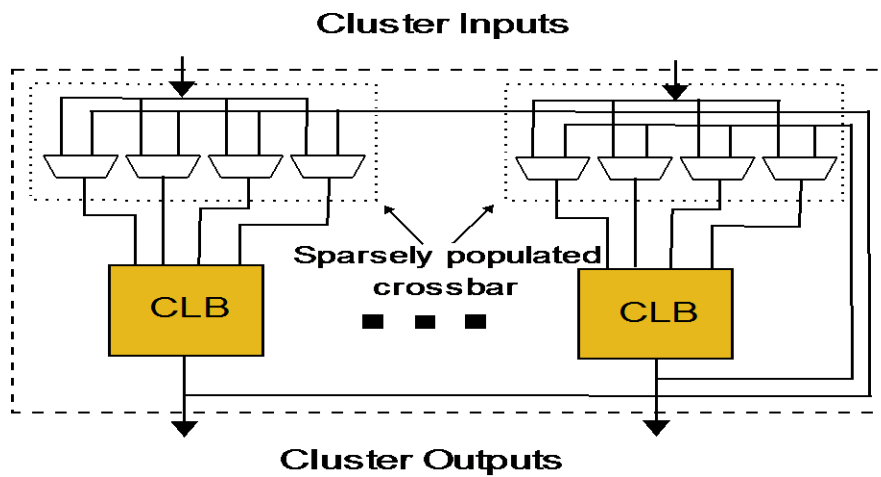 Cluster Inputs
Sparsely populated
crossbar
CLB
CLB
Cluster Outputs